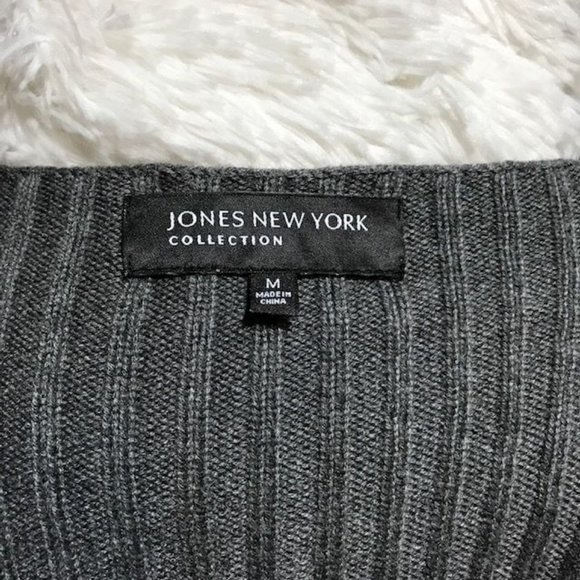 JONES NEW YORK
COLLECTION
M
MADE IN
CHINA